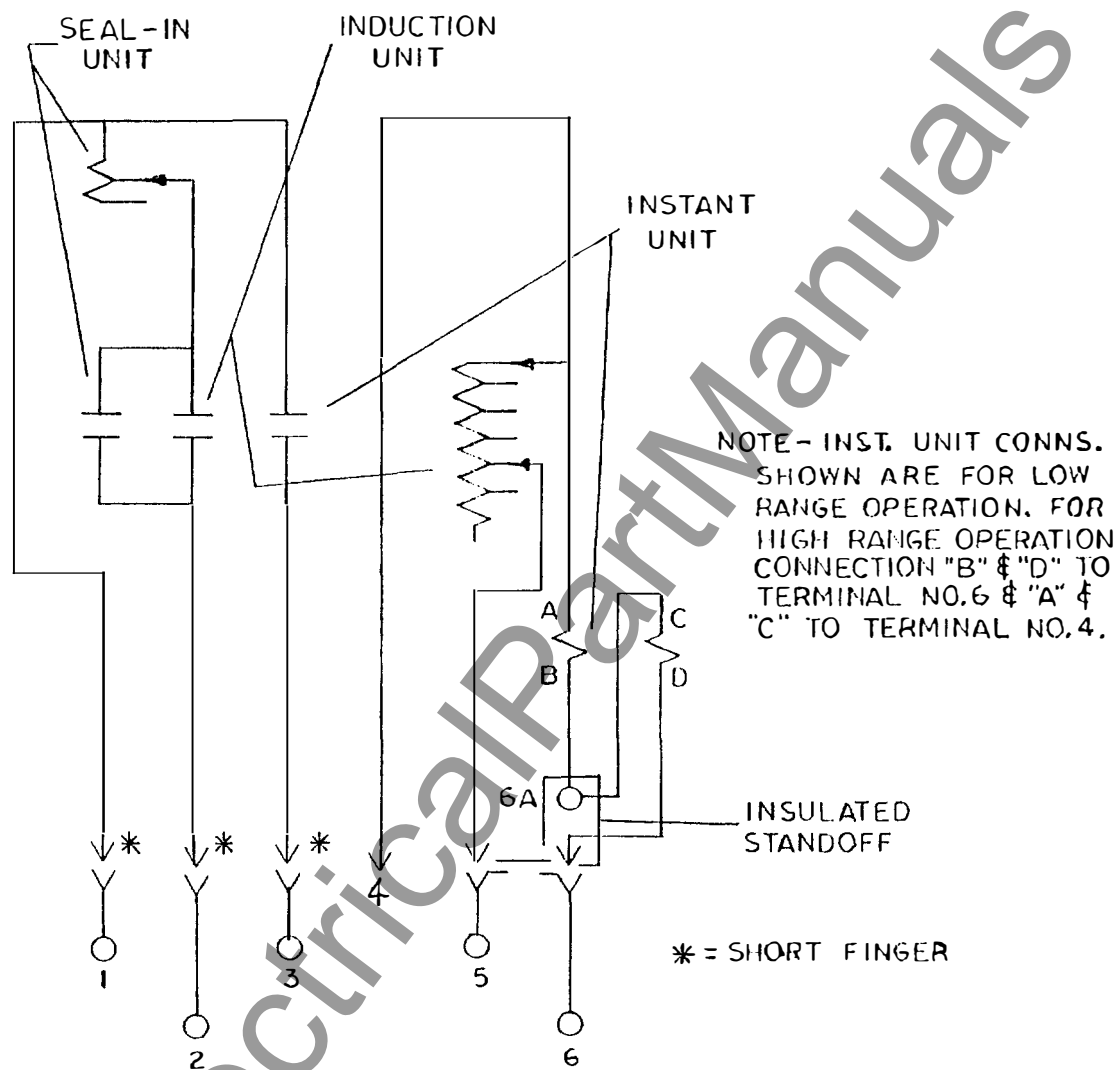 SEAL-IN
UNIT
INDUCTION
UNIT
INSTANT
UNIT
NOTE - INST. UNIT CONNS.
SHOWN ARE FOR LOW
RANGE OPERATION. FOR
HIGH RANGE OPERATION
CONNECTION "B" & "D" TO
TERMINAL NO.6 & "A" &
"C" TO TERMINAL NO.4.
A
C
B
D
6A
INSULATED
STANDOFF
*
*
*
4
1
3
5
* = SHORT FINGER
2
6
ectricalPartManuals